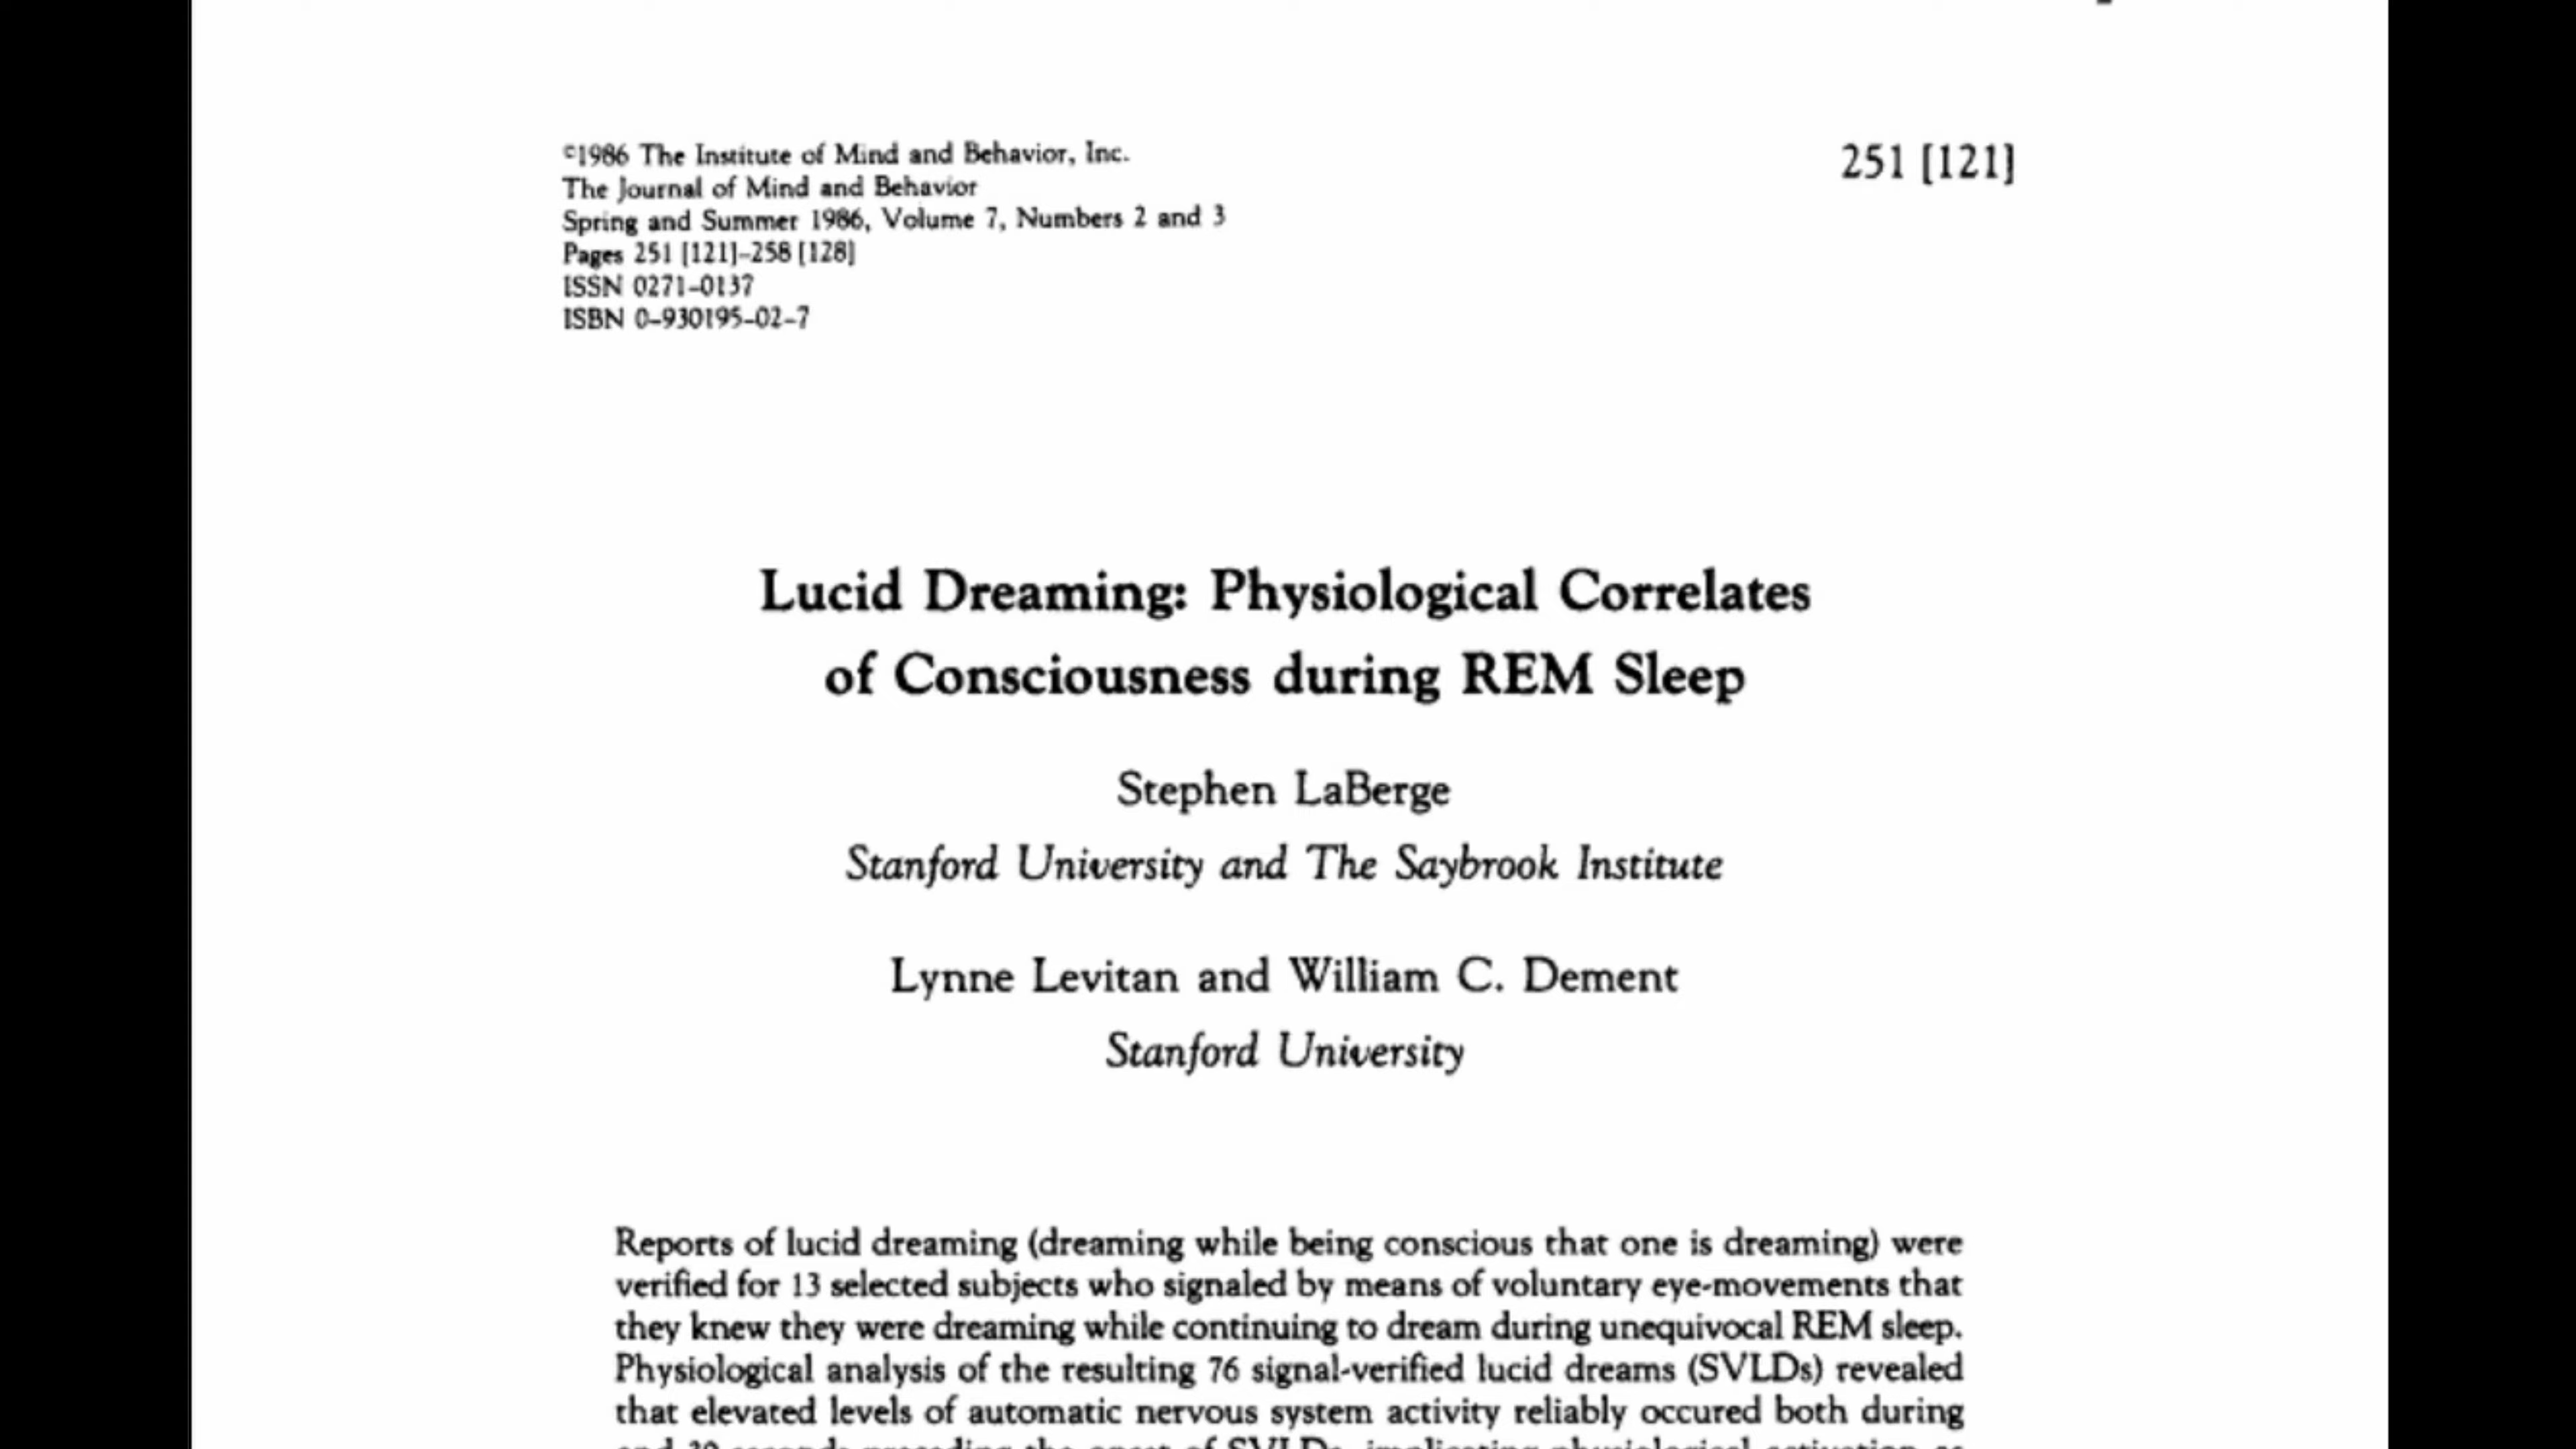 ©1986 The Institute of Mind and Behavior, Inc.
The Journal of Mind and Behavior
Spring and Summer 1986, Volume 7, Numbers 2 and 3
Pages 251 [121]–258 [128]
ISSN 0271–0137
ISBN 0–930195–02–7
251 [121]
Lucid Dreaming: Physiological Correlates
of Consciousness during REM Sleep
Stephen LaBerge
Stanford University and The Saybrook Institute
Lynne Levitan and William C. Dement
Stanford University
Reports of lucid dreaming (dreaming while being conscious that one is dreaming) were
verified for 13 selected subjects who signaled by means of voluntary eye-movements that
they knew they were dreaming while continuing to dream during unequivocal REM sleep.
Physiological analysis of the resulting 76 signal-verified lucid dreams (SVLDs) revealed
that elevated levels of automatic nervous system activity reliably occured both during